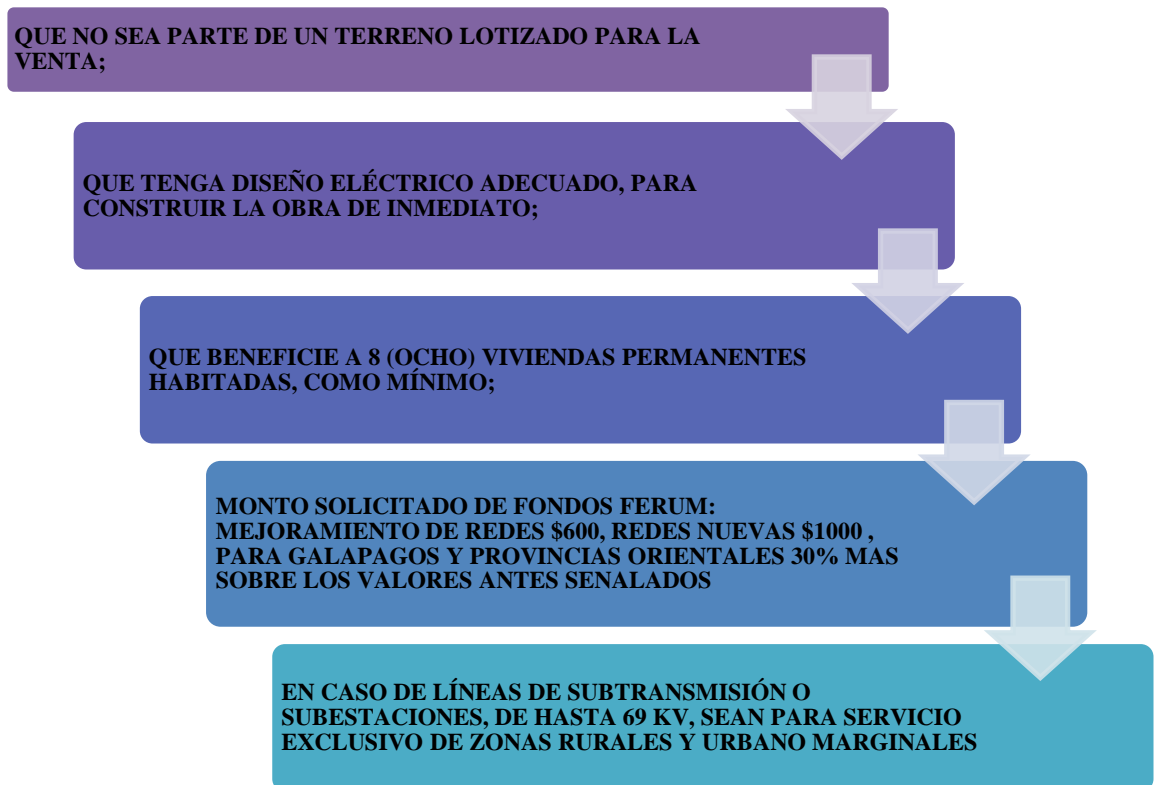 QUE NO SEA PARTE DE UN TERRENO LOTIZADO PARA LA
VENTA;
QUE TENGA DISEÑO ELÉCTRICO ADECUADO, PARA
CONSTRUIR LA OBRA DE INMEDIATO;
QUE BENEFICIE A 8 (OCHO) VIVIENDAS PERMANENTES
HABITADAS, COMO MÍNIMO;
MONTO SOLICITADO DE FONDOS FERUM:
MEJORAMIENTO DE REDES $600, REDES NUEVAS $1000 ,
PARA GALAPAGOS Y PROVINCIAS ORIENTALES 30% MAS
SOBRE LOS VALORES ANTES SENALADOS
EN CASO DE LÍNEAS DE SUBTRANSMISIÓN O
SUBESTACIONES, DE HASTA 69 KV, SEAN PARA SERVICIO
EXCLUSIVO DE ZONAS RURALES Y URBANO MARGINALES